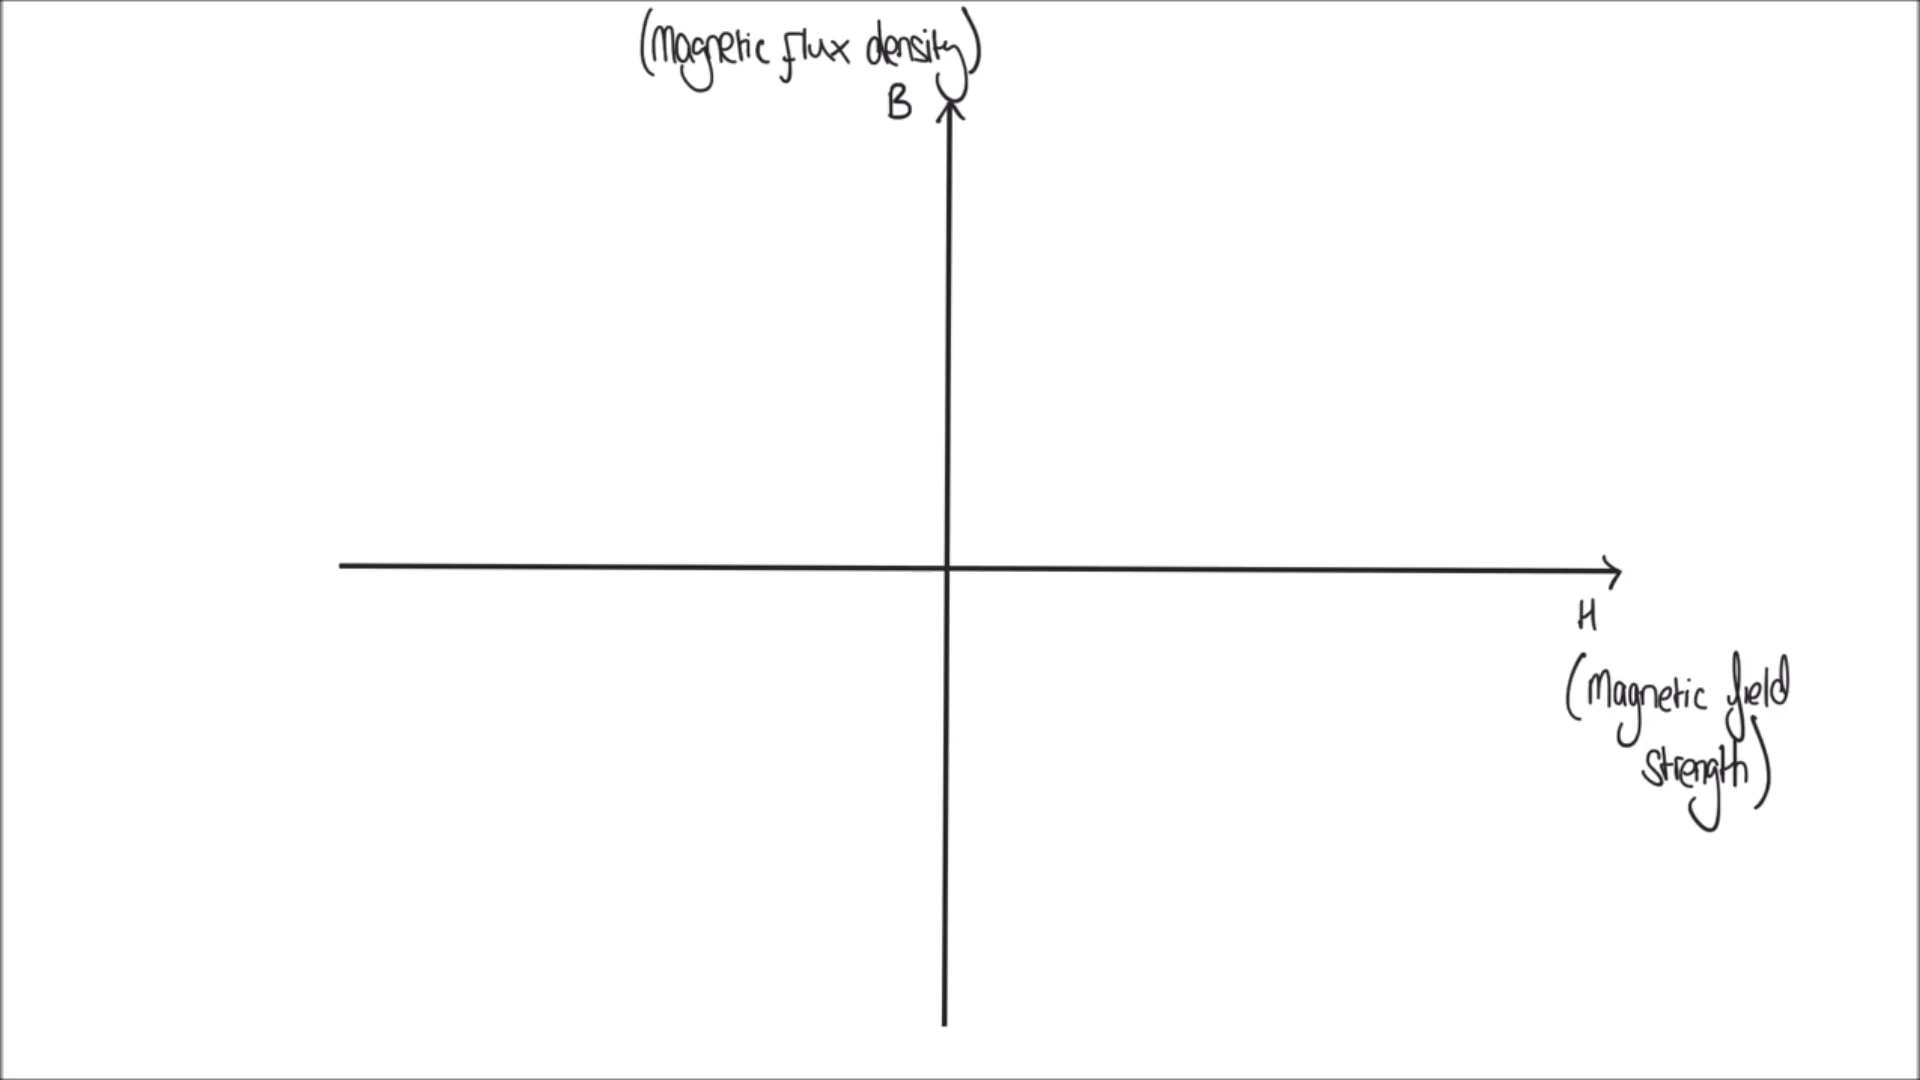 (Magnetic flux density)
B
H
(Magnetic field
strength)